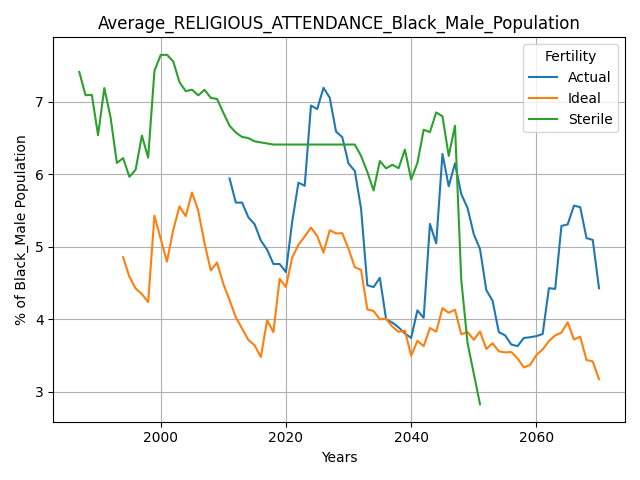 Average_RELIGIOUS_ATTENDANCE_Black_Male_Population
Fertility
Actual
Ideal
Sterile
% of Black_Male Population
7
6
5
4
3
2000
2020
2040
2060
Years